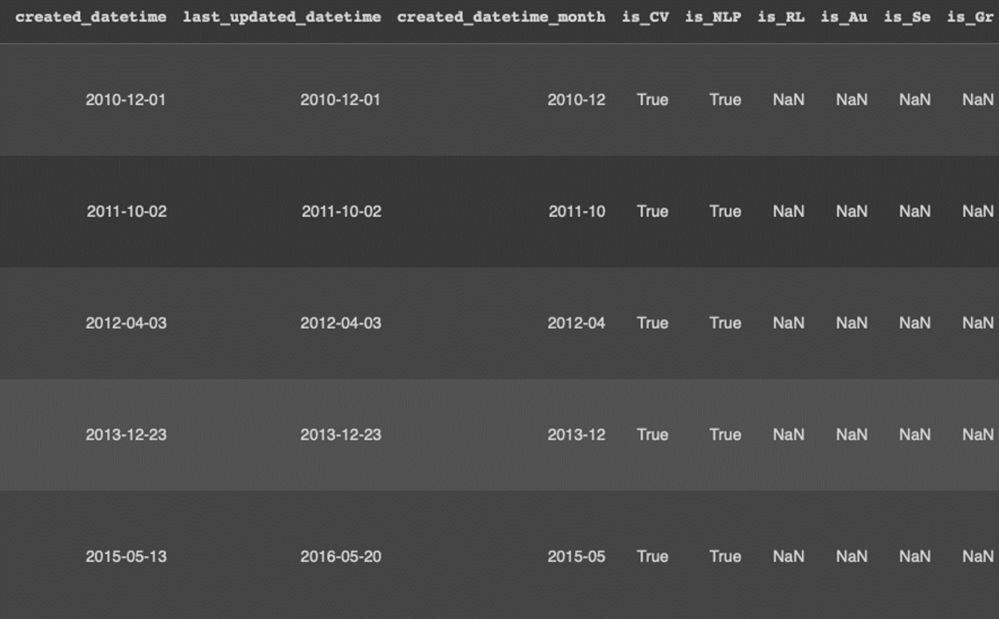 created_datetime last_updated_datetime created_datetime_month is_CV is_NLP is_RL is_Au is_Se is_Gr
2010-12-01 2010-12-01 2010-12 True True NaN NaN NaN NaN
2011-10-02 2011-10-02 2011-10 True True NaN NaN NaN NaN
2012-04-03 2012-04-03 2012-04 True True NaN NaN NaN NaN
2013-12-23 2013-12-23 2013-12 True True NaN NaN NaN NaN
2015-05-13 2016-05-20 2015-05 True True NaN NaN NaN NaN